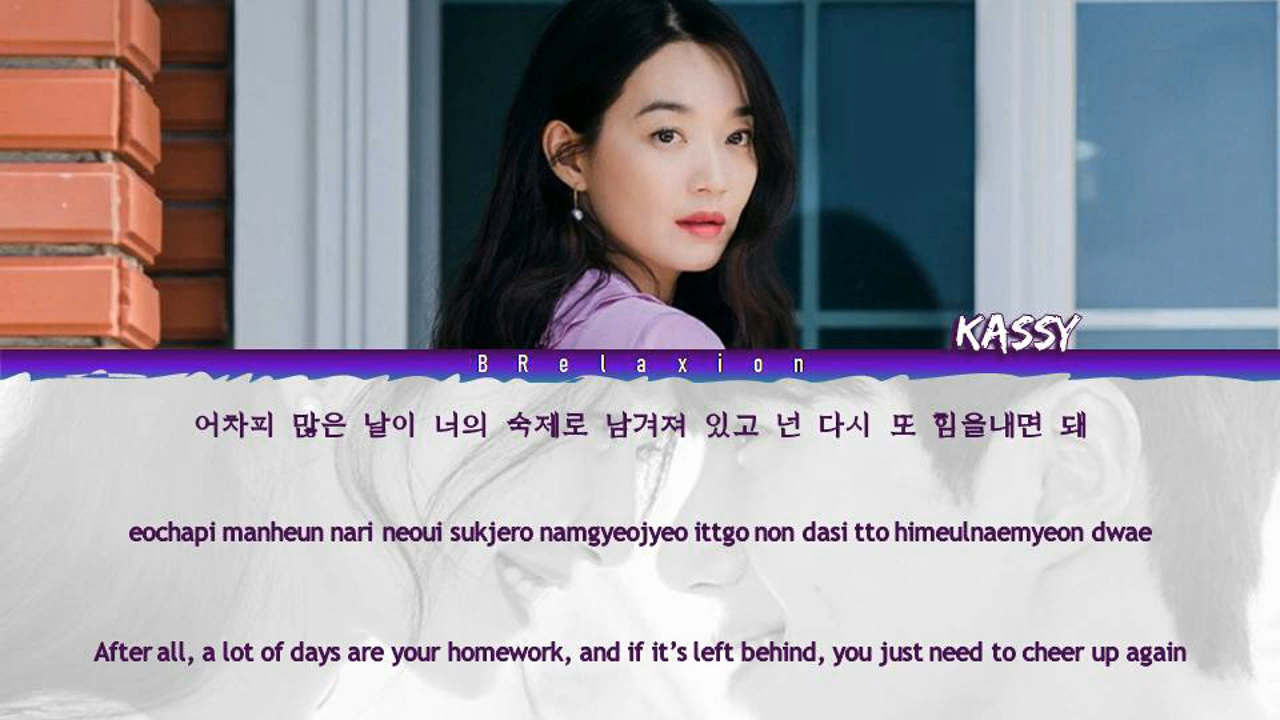 KASSY
BRelaxion
어차피 많은 날이 너의 숙제로 남겨져 있고 넌 다시 또 힘을내면 돼
eochapi manheun nari neoui sukjero namgyeojyeo ittgo non dasi tto himeulnaemyeon dwae
After all, a lot of days are your homework, and if it's left behind, you just need to cheer up again